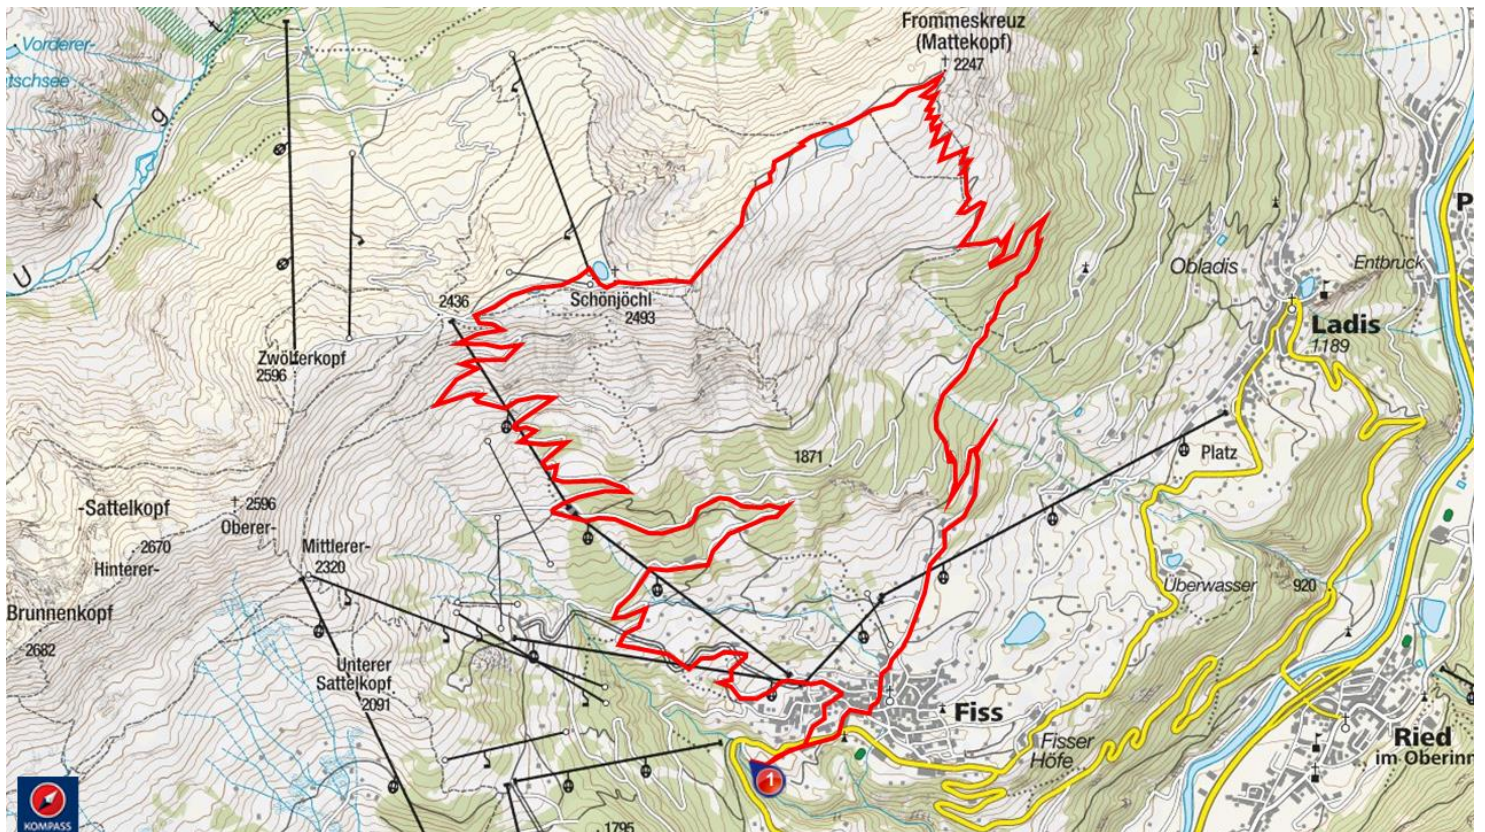 Frommeskreuz
(Mattekopf)
2247
Vorderer-
tschsee
U r g t
2436
Schönjöchl
2493
Zwölferkopf
2596
Obladis
Entbruck
Ladis
1189
P
Platz
1871
-Sattelkopf
2596
Oberer-
2670
Hinterer-
Mittlerer-
2320
Brunnenkopf
2682
Unterer
Sattelkopf
2091
Überwasser
920
Fiss
Fisser
Höfe
Ried
im Oberinn
1
1795
KOMPASS